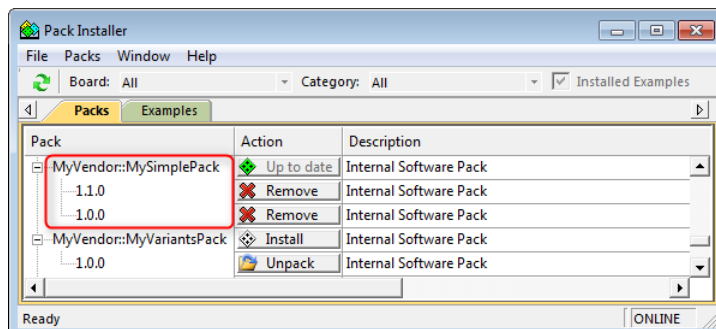 Pack Installer
File Packs Window Help
Board: All Category: All Installed Examples
Packs Examples
Pack Action Description
MyVendor::MySimplePack Up to date Internal Software Pack
1.1.0 Remove Internal Software Pack
1.0.0 Remove Internal Software Pack
MyVendor::MyVariantsPack Install Internal Software Pack
1.0.0 Unpack Internal Software Pack
Ready ONLINE